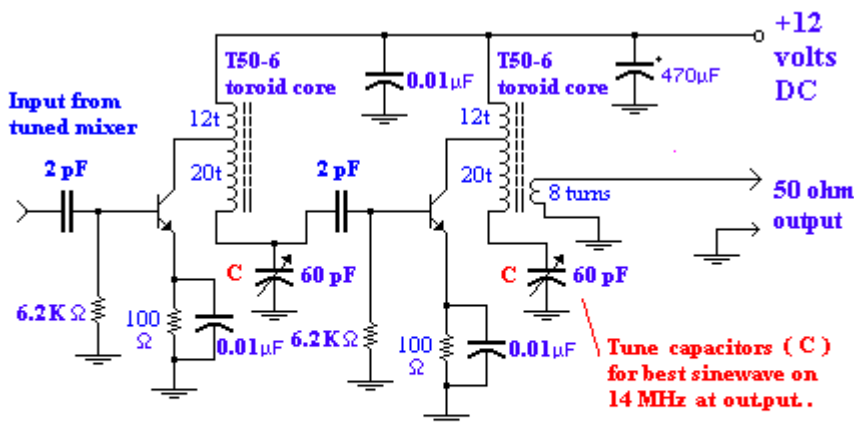 +12
volts
DC
T50-6
toroid core
T50-6
toroid core
0.01µF
470µF
+
Input from
tuned mixer
12t
12t
2 pF
20t
2 pF
20t
8 turns
50 ohm
output
C
60 pF
C
60 pF
6.2K Ω
100
Ω
0.01µF
6.2K Ω
100
Ω
0.01µF
Tune capacitors ( C )
for best sinewave on
14 MHz at output..